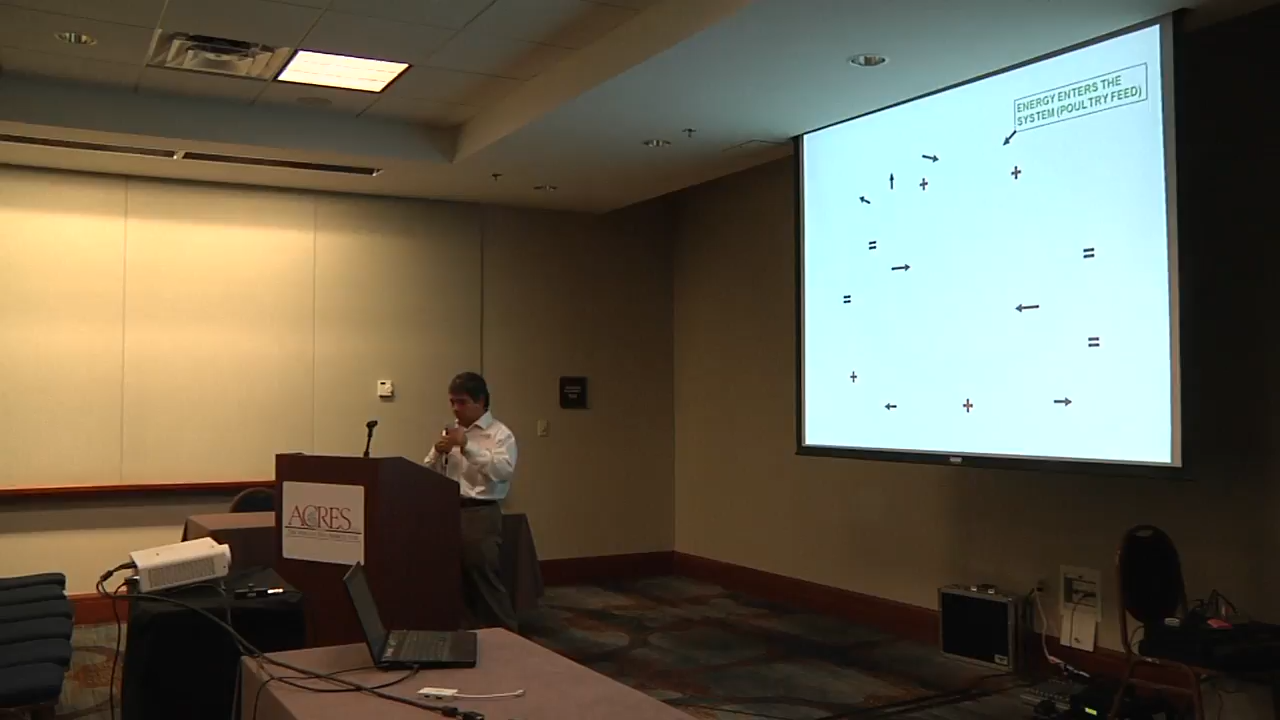 ENERGY ENTERS THE
SYSTEM (POULTRY FEED)
+
+
=
=
=
=
+
+
ACRES